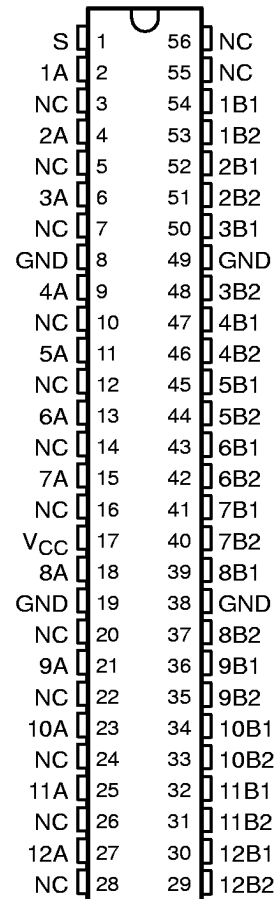 S 1 56 NC
1A 2 55 NC
NC 3 54 1B1
2A 4 53 1B2
NC 5 52 2B1
3A 6 51 2B2
NC 7 50 3B1
GND 8 49 GND
4A 9 48 3B2
NC 10 47 4B1
5A 11 46 4B2
NC 12 45 5B1
6A 13 44 5B2
NC 14 43 6B1
7A 15 42 6B2
NC 16 41 7B1
VCC 17 40 7B2
8A 18 39 8B1
GND 19 38 GND
NC 20 37 8B2
9A 21 36 9B1
NC 22 35 9B2
10A 23 34 10B1
NC 24 33 10B2
11A 25 32 11B1
NC 26 31 11B2
12A 27 30 12B1
NC 28 29 12B2